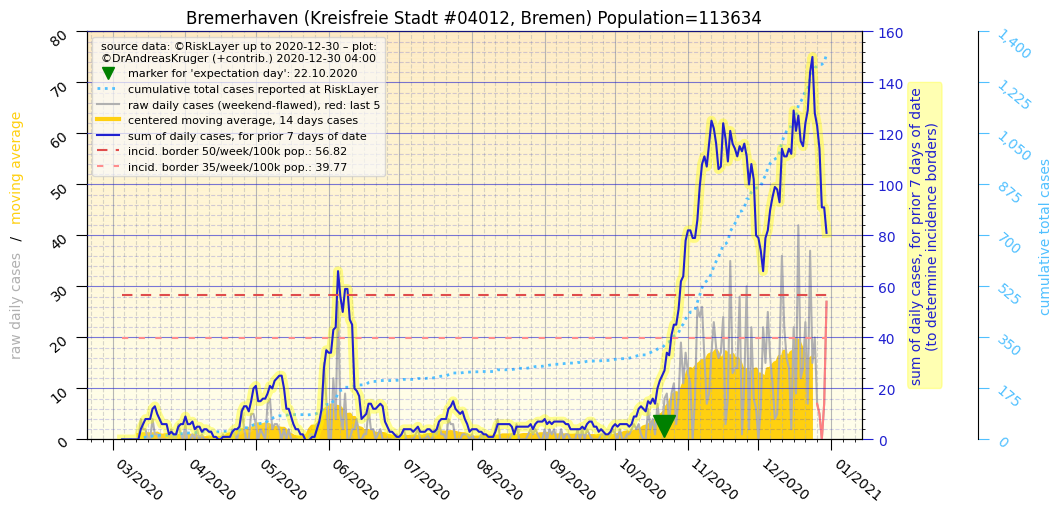 Bremerhaven (Kreisfreie Stadt #04012, Bremen) Population=113634
source data: ©RiskLayer up to 2020-12-30 – plot:
©DrAndreasKruger (+contrib.) 2020-12-30 04:00
marker for 'expectation day': 22.10.2020
cumulative total cases reported at RiskLayer
raw daily cases (weekend-flawed), red: last 5
centered moving average, 14 days cases
sum of daily cases, for prior 7 days of date
incid. border 50/week/100k pop.: 56.82
incid. border 35/week/100k pop.: 39.77
raw daily cases / moving average
80
70
60
50
40
30
20
10
0
03/2020
04/2020
05/2020
06/2020
07/2020
08/2020
09/2020
10/2020
11/2020
12/2020
01/2021
160
140
120
100
80
60
40
20
0
sum of daily cases, for prior 7 days of date
(to determine incidence borders)
1,400
1,225
1,050
875
700
525
350
175
0
cumulative total cases